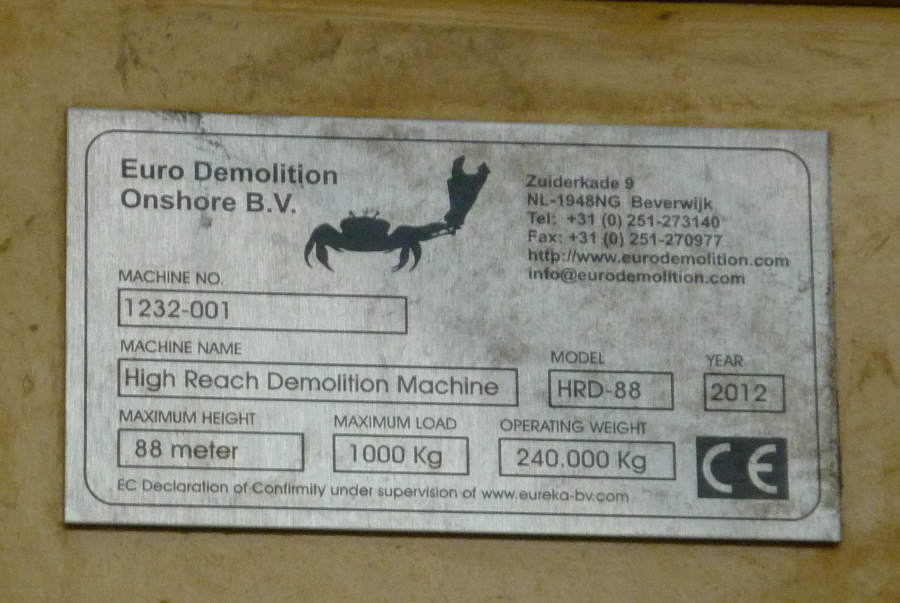 Euro Demolition
Onshore B.V.
Zuiderkade 9
NL-1948NG Beverwijk
Tel: +31 (0) 251-273140
Fax: +31 (0) 251-270977
http://www.eurodemolition.com
info@eurodemolition.com
MACHINE NO.
1232-001
MACHINE NAME
High Reach Demolition Machine
MODEL
HRD-88
YEAR
2012
MAXIMUM HEIGHT
88 meter
MAXIMUM LOAD
1000 Kg
OPERATING WEIGHT
240.000 Kg
CE
EC Declaration of Confirmity under supervision of www.eureka-bv.com